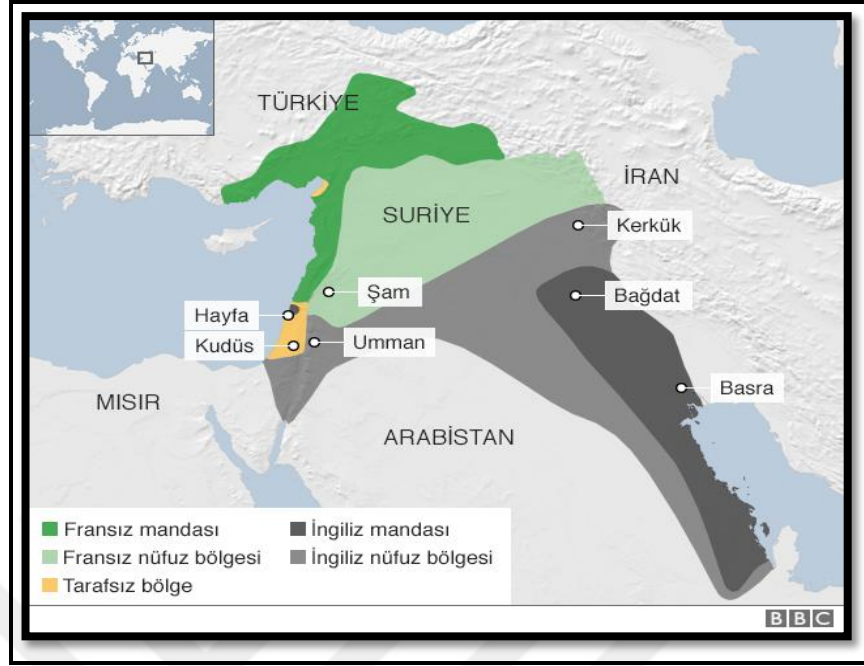 TÜRKİYE
İRAN
SURİYE
Kerkük
Şam
Bağdat
Hayfa
Kudüs
Umman
Basra
MISIR
ARABİSTAN
Fransız mandası
Fransız nüfuz bölgesi
Tarafsız bölge
İngiliz mandası
İngiliz nüfuz bölgesi
BBC